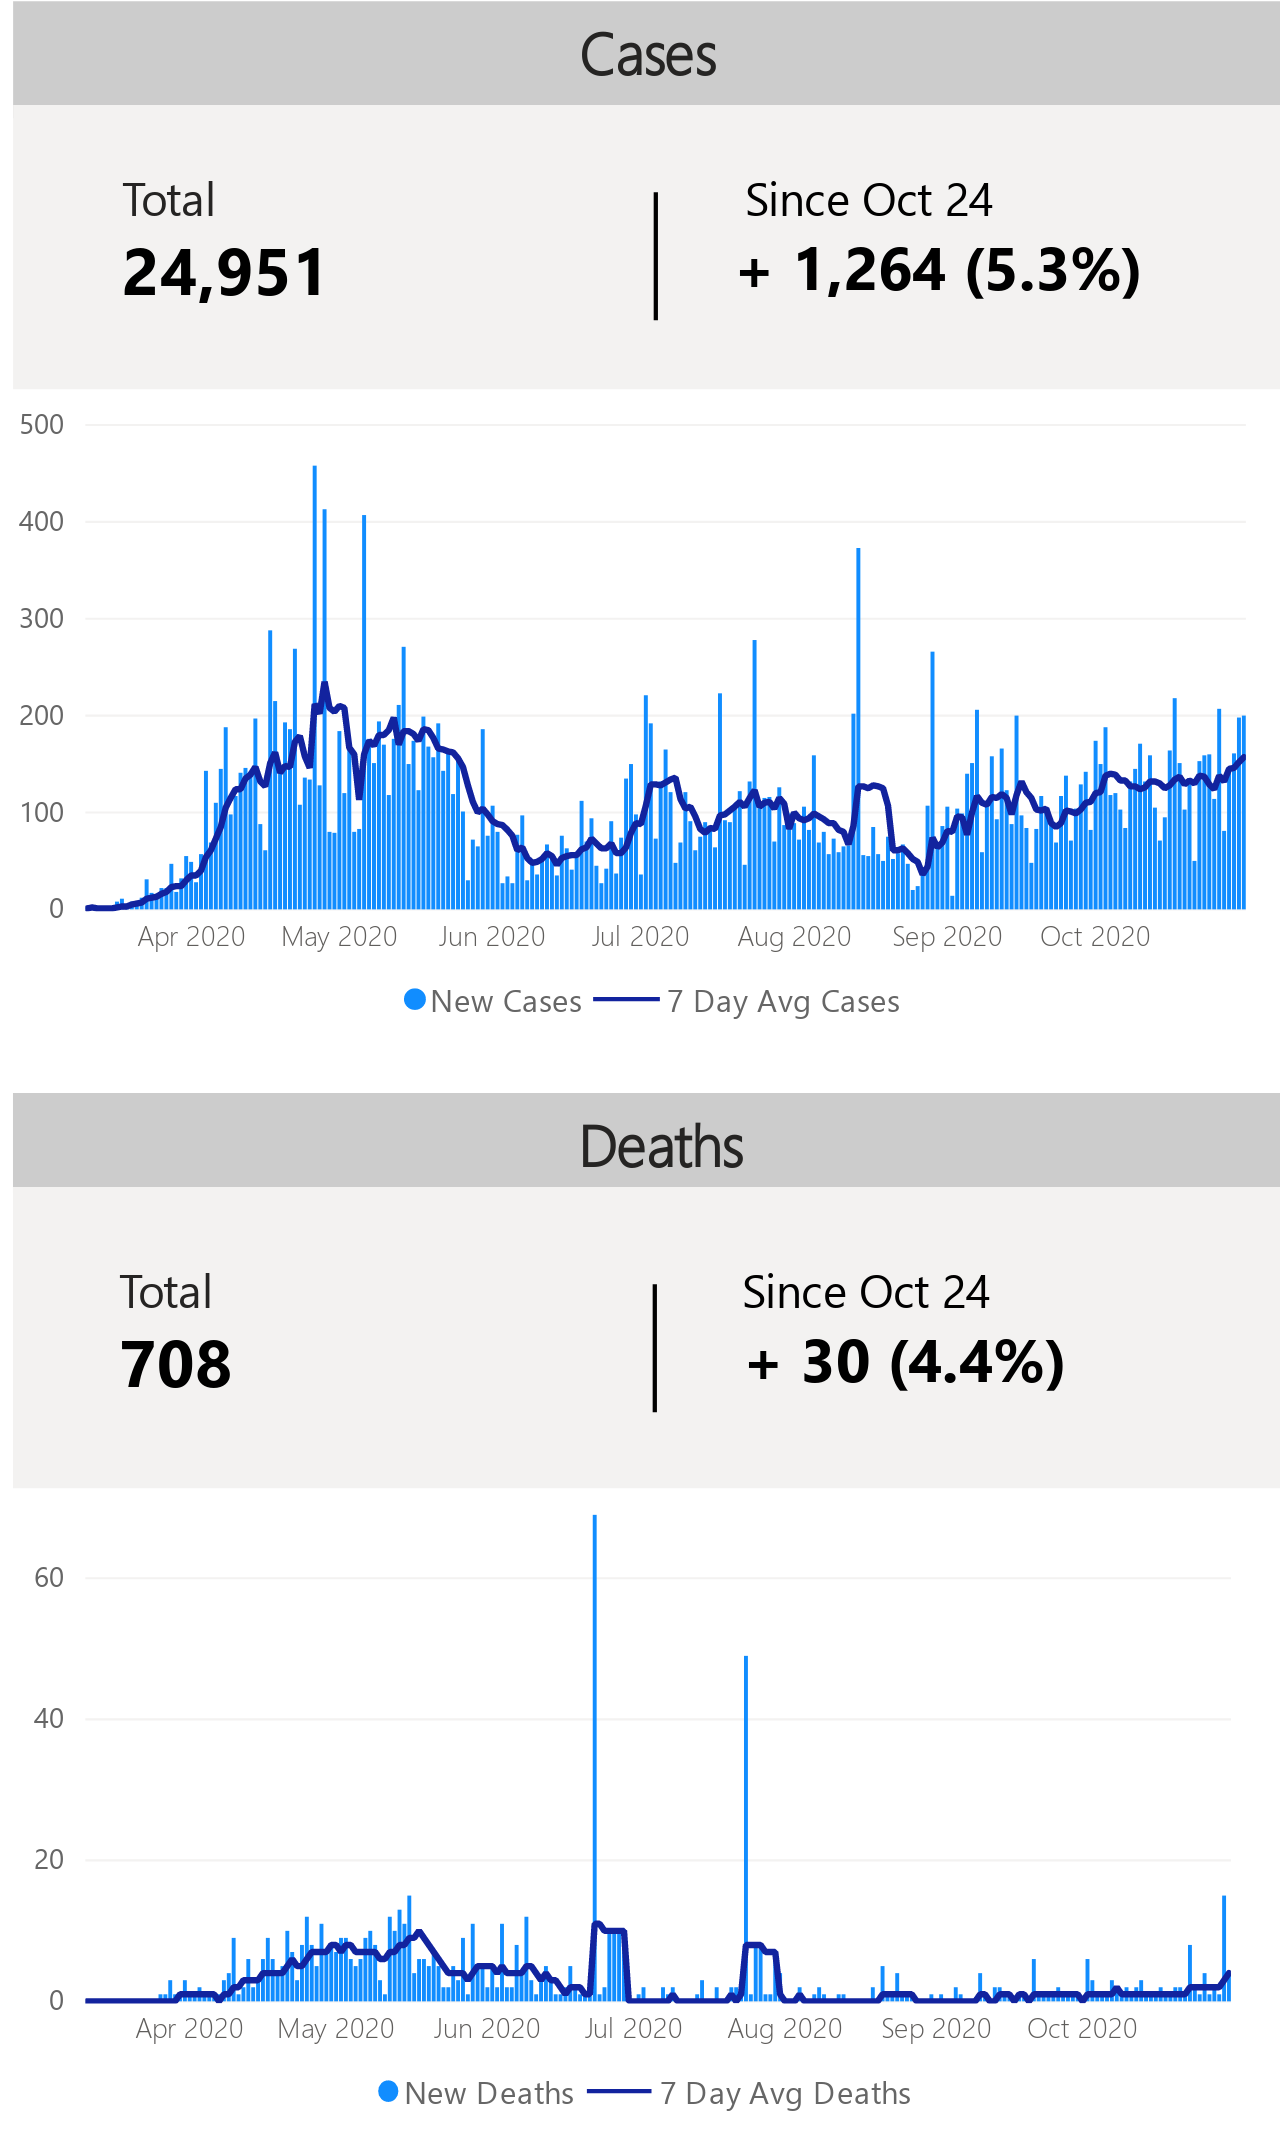 Cases
Total
Since Oct 24
24,951
+ 1,264 (5.3%)
500
400
300
200
100
0
Apr 2020 May 2020 Jun 2020 Jul 2020 Aug 2020 Sep 2020 Oct 2020
New Cases 7 Day Avg Cases
Deaths
Total
Since Oct 24
708
+ 30 (4.4%)
60
40
20
0
Apr 2020 May 2020 Jun 2020 Jul 2020 Aug 2020 Sep 2020 Oct 2020
New Deaths 7 Day Avg Deaths